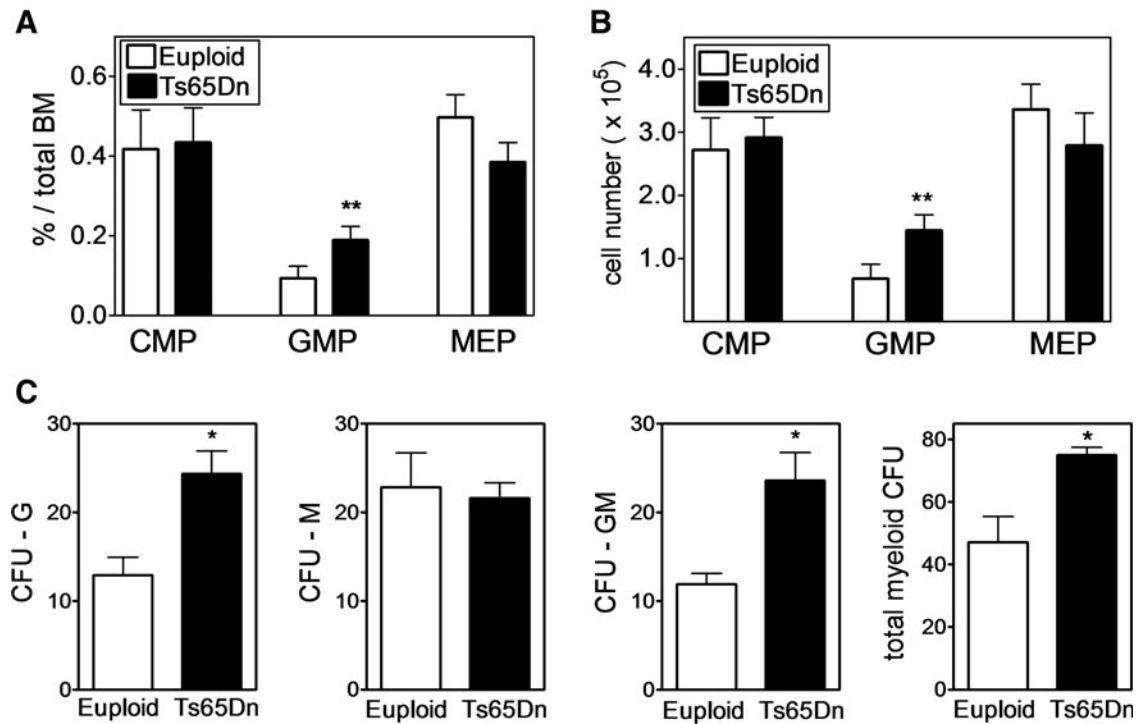 A
Euploid
Ts65Dn
% / total BM
0.6
0.4
0.2
0.0
**
CMP GMP MEP
B
Euploid
Ts65Dn
cell number ( x 10⁵)
4.0
3.0
2.0
1.0
**
CMP GMP MEP
C
CFU - G
30
20
10
0
*
Euploid Ts65Dn
CFU - M
30
20
10
0
Euploid Ts65Dn
CFU - GM
30
20
10
0
*
Euploid Ts65Dn
total myeloid CFU
80
60
40
20
0
*
Euploid Ts65Dn